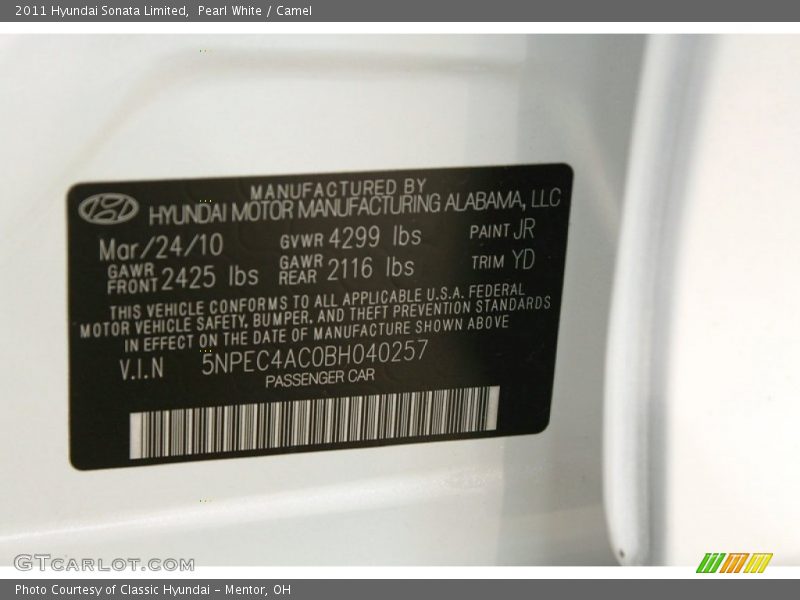 2011 Hyundai Sonata Limited, Pearl White / Camel
MANUFACTURED BY
HYUNDAI MOTOR MANUFACTURING ALABAMA, LLC
Mar/24/10 GVWR 4299 lbs PAINT JR
GAWR FRONT 2425 lbs GAWR REAR 2116 lbs TRIM YD
THIS VEHICLE CONFORMS TO ALL APPLICABLE U.S.A. FEDERAL
MOTOR VEHICLE SAFETY, BUMPER, AND THEFT PREVENTION STANDARDS
IN EFFECT ON THE DATE OF MANUFACTURE SHOWN ABOVE
V.I.N 5NPEC4AC0BH040257
PASSENGER CAR
GTCARLOT.COM
Photo Courtesy of Classic Hyundai - Mentor, OH